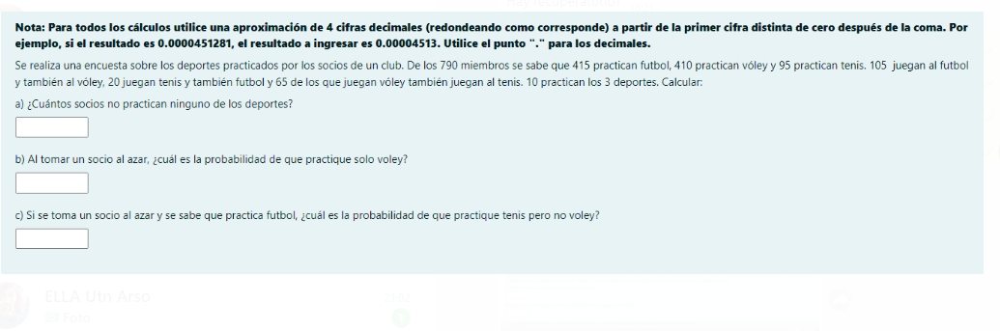 Nota: Para todos los cálculos utilice una aproximación de 4 cifras decimales (redondeando como corresponde) a partir de la primer cifra distinta de cero después de la coma. Por
ejemplo, si el resultado es 0.0000451281, el resultado a ingresar es 0.00004513. Utilice el punto "." para los decimales.
Se realiza una encuesta sobre los deportes practicados por los socios de un club. De los 790 miembros se sabe que 415 practican futbol, 410 practican vóley y 95 practican tenis. 105 juegan al futbol
y también al vóley, 20 juegan tenis y también futbol y 65 de los que juegan vóley también juegan al tenis. 10 practican los 3 deportes. Calcular:
a) ¿Cuántos socios no practican ninguno de los deportes?
b) Al tomar un socio al azar, ¿cuál es la probabilidad de que practique solo voley?
c) Si se toma un socio al azar y se sabe que practica futbol, ¿cuál es la probabilidad de que practique tenis pero no voley?
ELLA Utn Arso
Foto